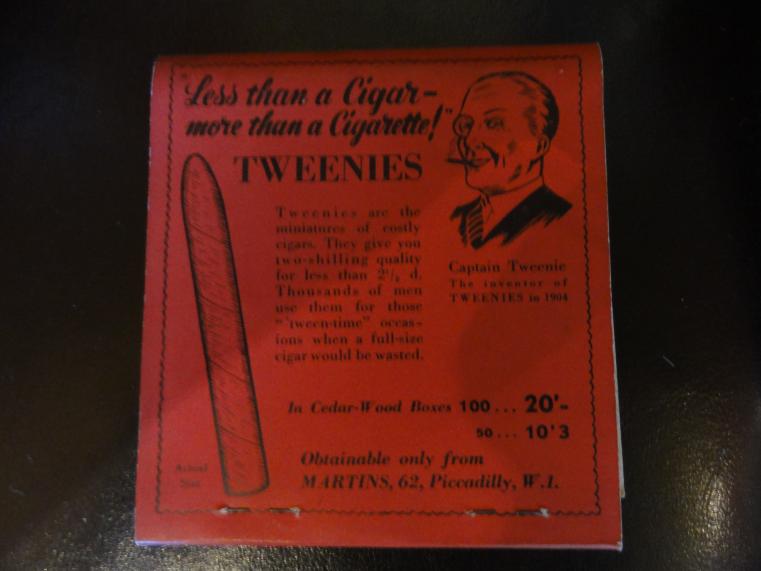 "Less than a Cigar—
more than a Cigarette!"
TWEENIES
Tweenies are the
miniatures of costly
cigars. They give you
two-shilling quality
for less than 2½ d.
Thousands of men
use them for those
"'tween-time" occas-
ions when a full-size
cigar would be wasted.
Captain Tweenie
The inventor of
TWEENIES in 1904
In Cedar-Wood Boxes 100... 20'-
50... 10'3
Actual
Size
Obtainable only from
MARTINS, 62, Piccadilly, W.1.